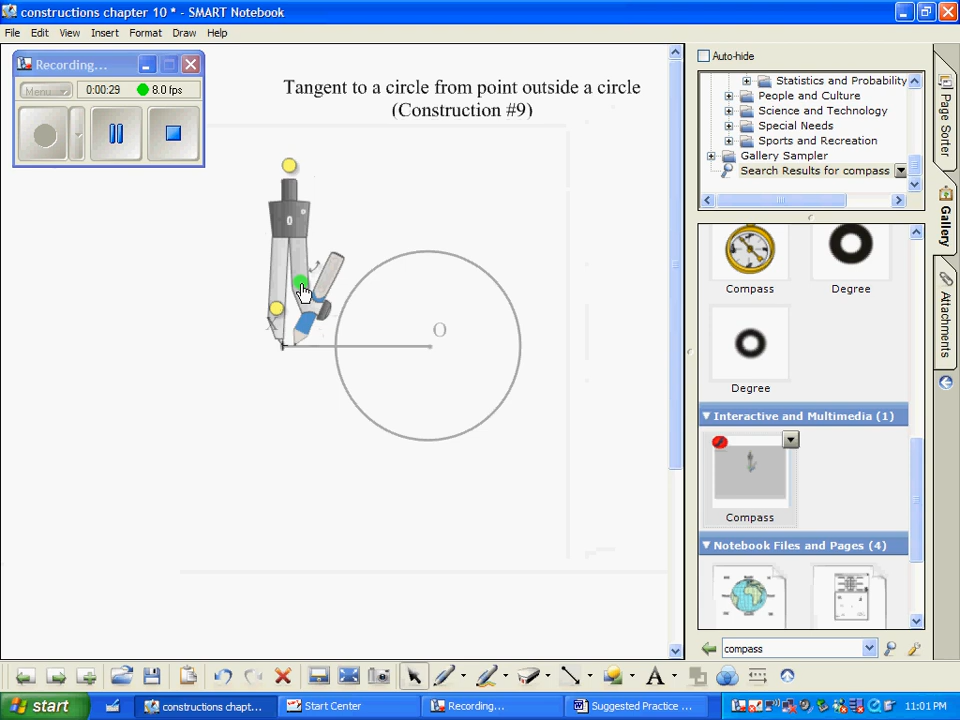 constructions chapter 10 * - SMART Notebook
File Edit View Insert Format Draw Help
Recording...
Menu
0:00:29 8.0 fps
Tangent to a circle from point outside a circle
(Construction #9)
0
O
Auto-hide
Statistics and Probability
People and Culture
Science and Technology
Special Needs
Sports and Recreation
Gallery Sampler
Search Results for compass
Compass Degree
Degree
Interactive and Multimedia (1)
Compass
Notebook Files and Pages (4)
compass
Page Sorter
Gallery
Attachments
A
start
constructions chapt...
Start Center
Recording...
Suggested Practice ...
11:01 PM